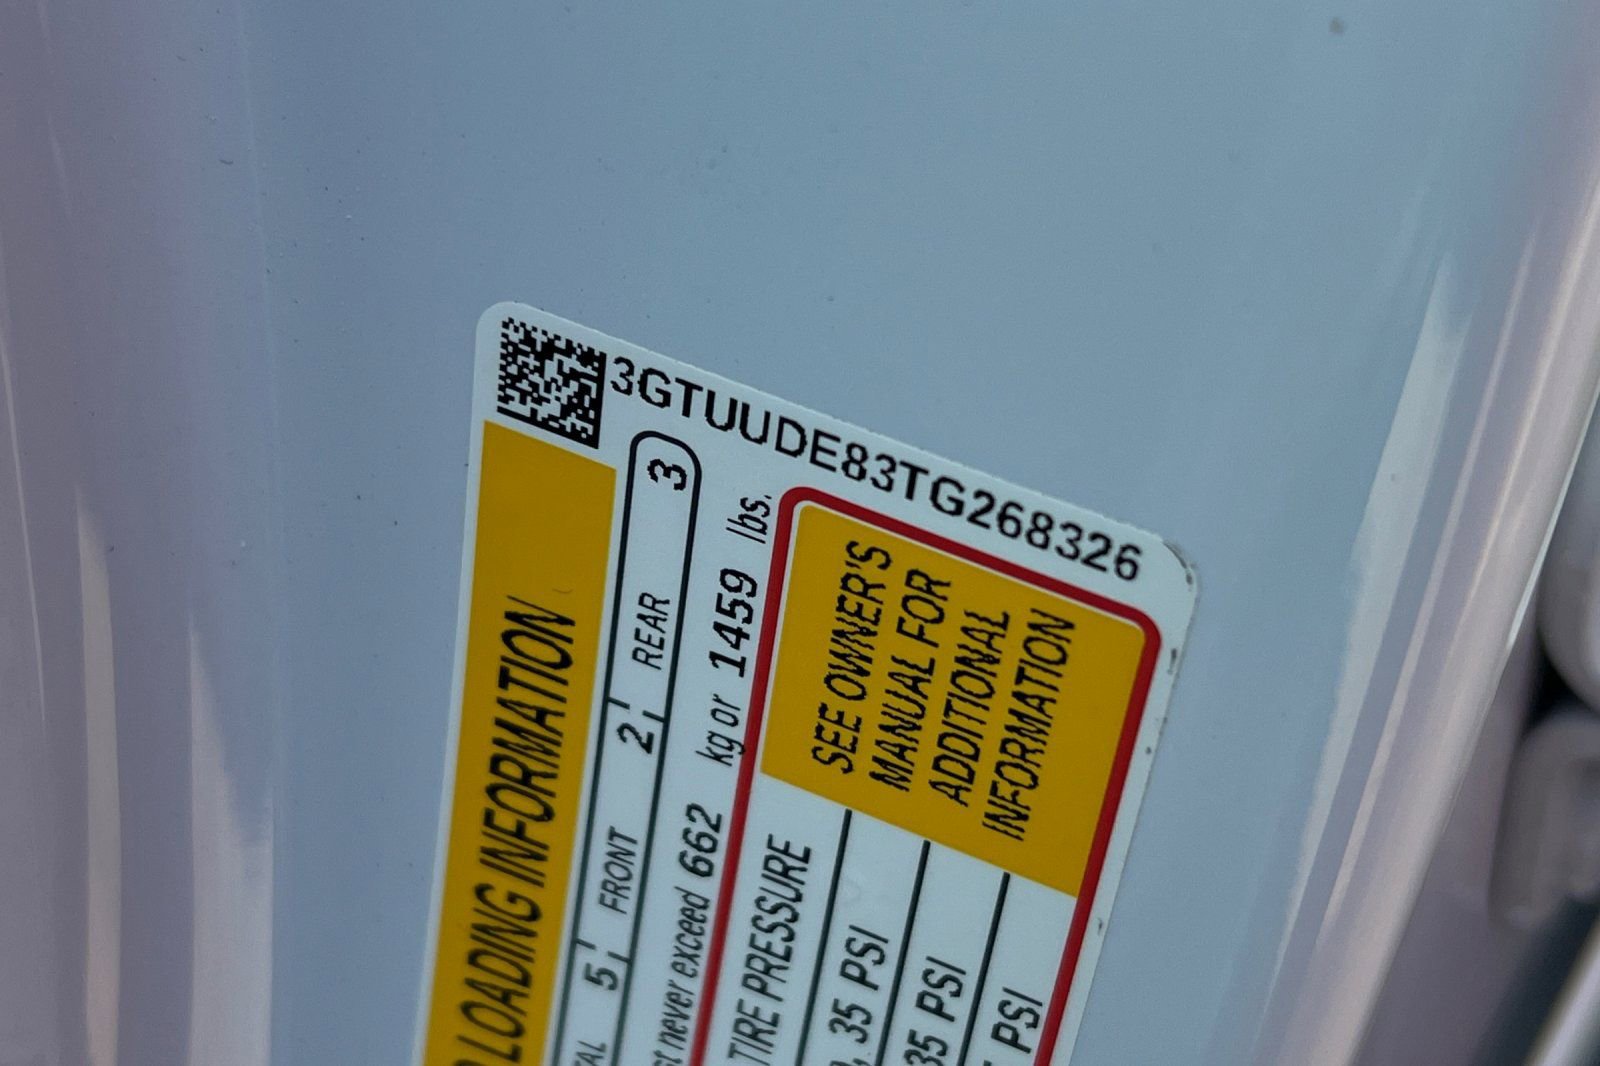 3GTUUDE83TG268326
LOADING INFORMATION
5 FRONT 2 REAR 3
never exceed 662 kg or 1459 lbs.
TIRE PRESSURE
SEE OWNER'S
MANUAL FOR
ADDITIONAL
INFORMATION
35 PSI
35 PSI
PSI